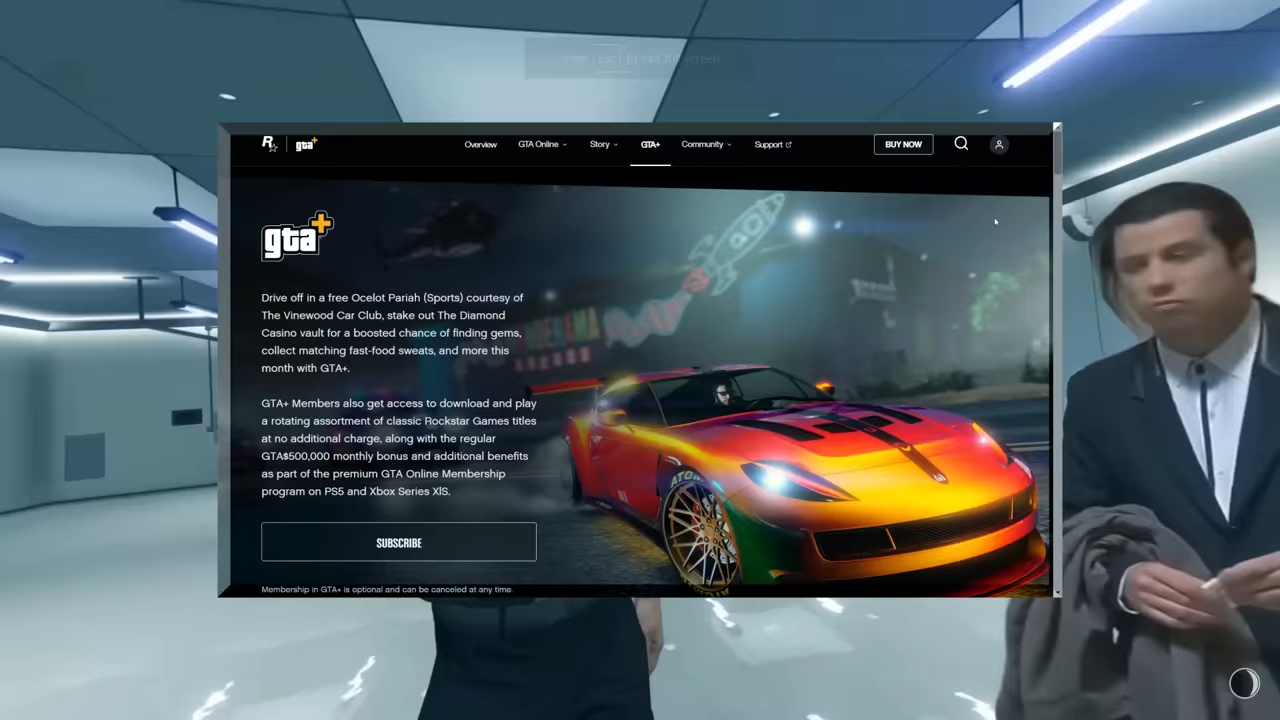 Esc
R
gta+
Overview
GTA Online
Story
GTA+
Community
Support
BUY NOW
gta+
Drive off in a free Ocelot Pariah (Sports) courtesy of
The Vinewood Car Club, stake out The Diamond
Casino vault for a boosted chance of finding gems,
collect matching fast-food sweats, and more this
month with GTA+.
GTA+ Members also get access to download and play
a rotating assortment of classic Rockstar Games titles
at no additional charge, along with the regular
GTA$500,000 monthly bonus and additional benefits
as part of the premium GTA Online Membership
program on PS5 and Xbox Series X|S.
SUBSCRIBE
Membership in GTA+ is optional and can be canceled at any time.